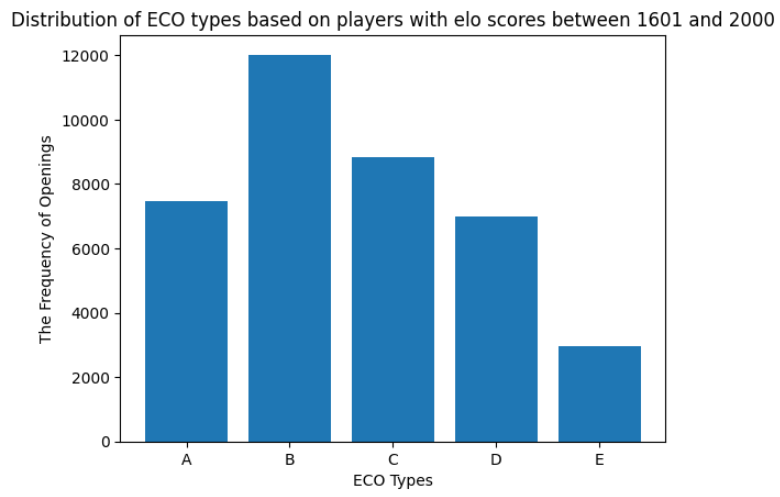 Distribution of ECO types based on players with elo scores between 1601 and 2000
The Frequency of Openings
12000
10000
8000
6000
4000
2000
0
A B C D E
ECO Types